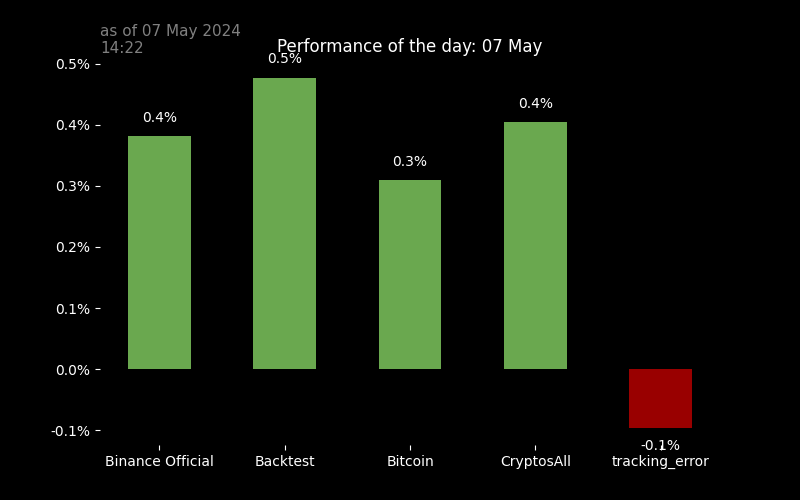 as of 07 May 2024
14:22
Performance of the day: 07 May
0.5%
0.4%
0.3%
0.2%
0.1%
0.0%
-0.1%
0.4%
0.5%
0.3%
0.4%
-0.1%
Binance Official
Backtest
Bitcoin
CryptosAll
tracking_error